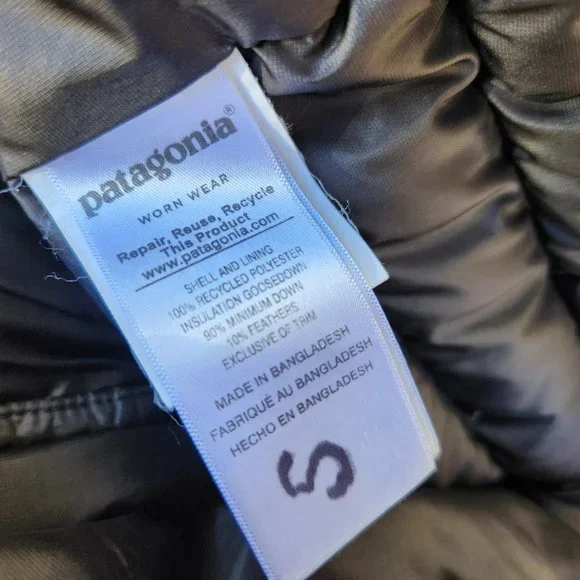 patagonia®
WORN WEAR
Repair, Reuse, Recycle
This Product
www.patagonia.com
SHELL AND LINING
100% RECYCLED POLYESTER
INSULATION GOOSEDOWN
90% MINIMUM DOWN
10% FEATHERS
EXCLUSIVE OF TRIM
MADE IN BANGLADESH
FABRIQUE AU BANGLADESH
HECHO EN BANGLADESH
S